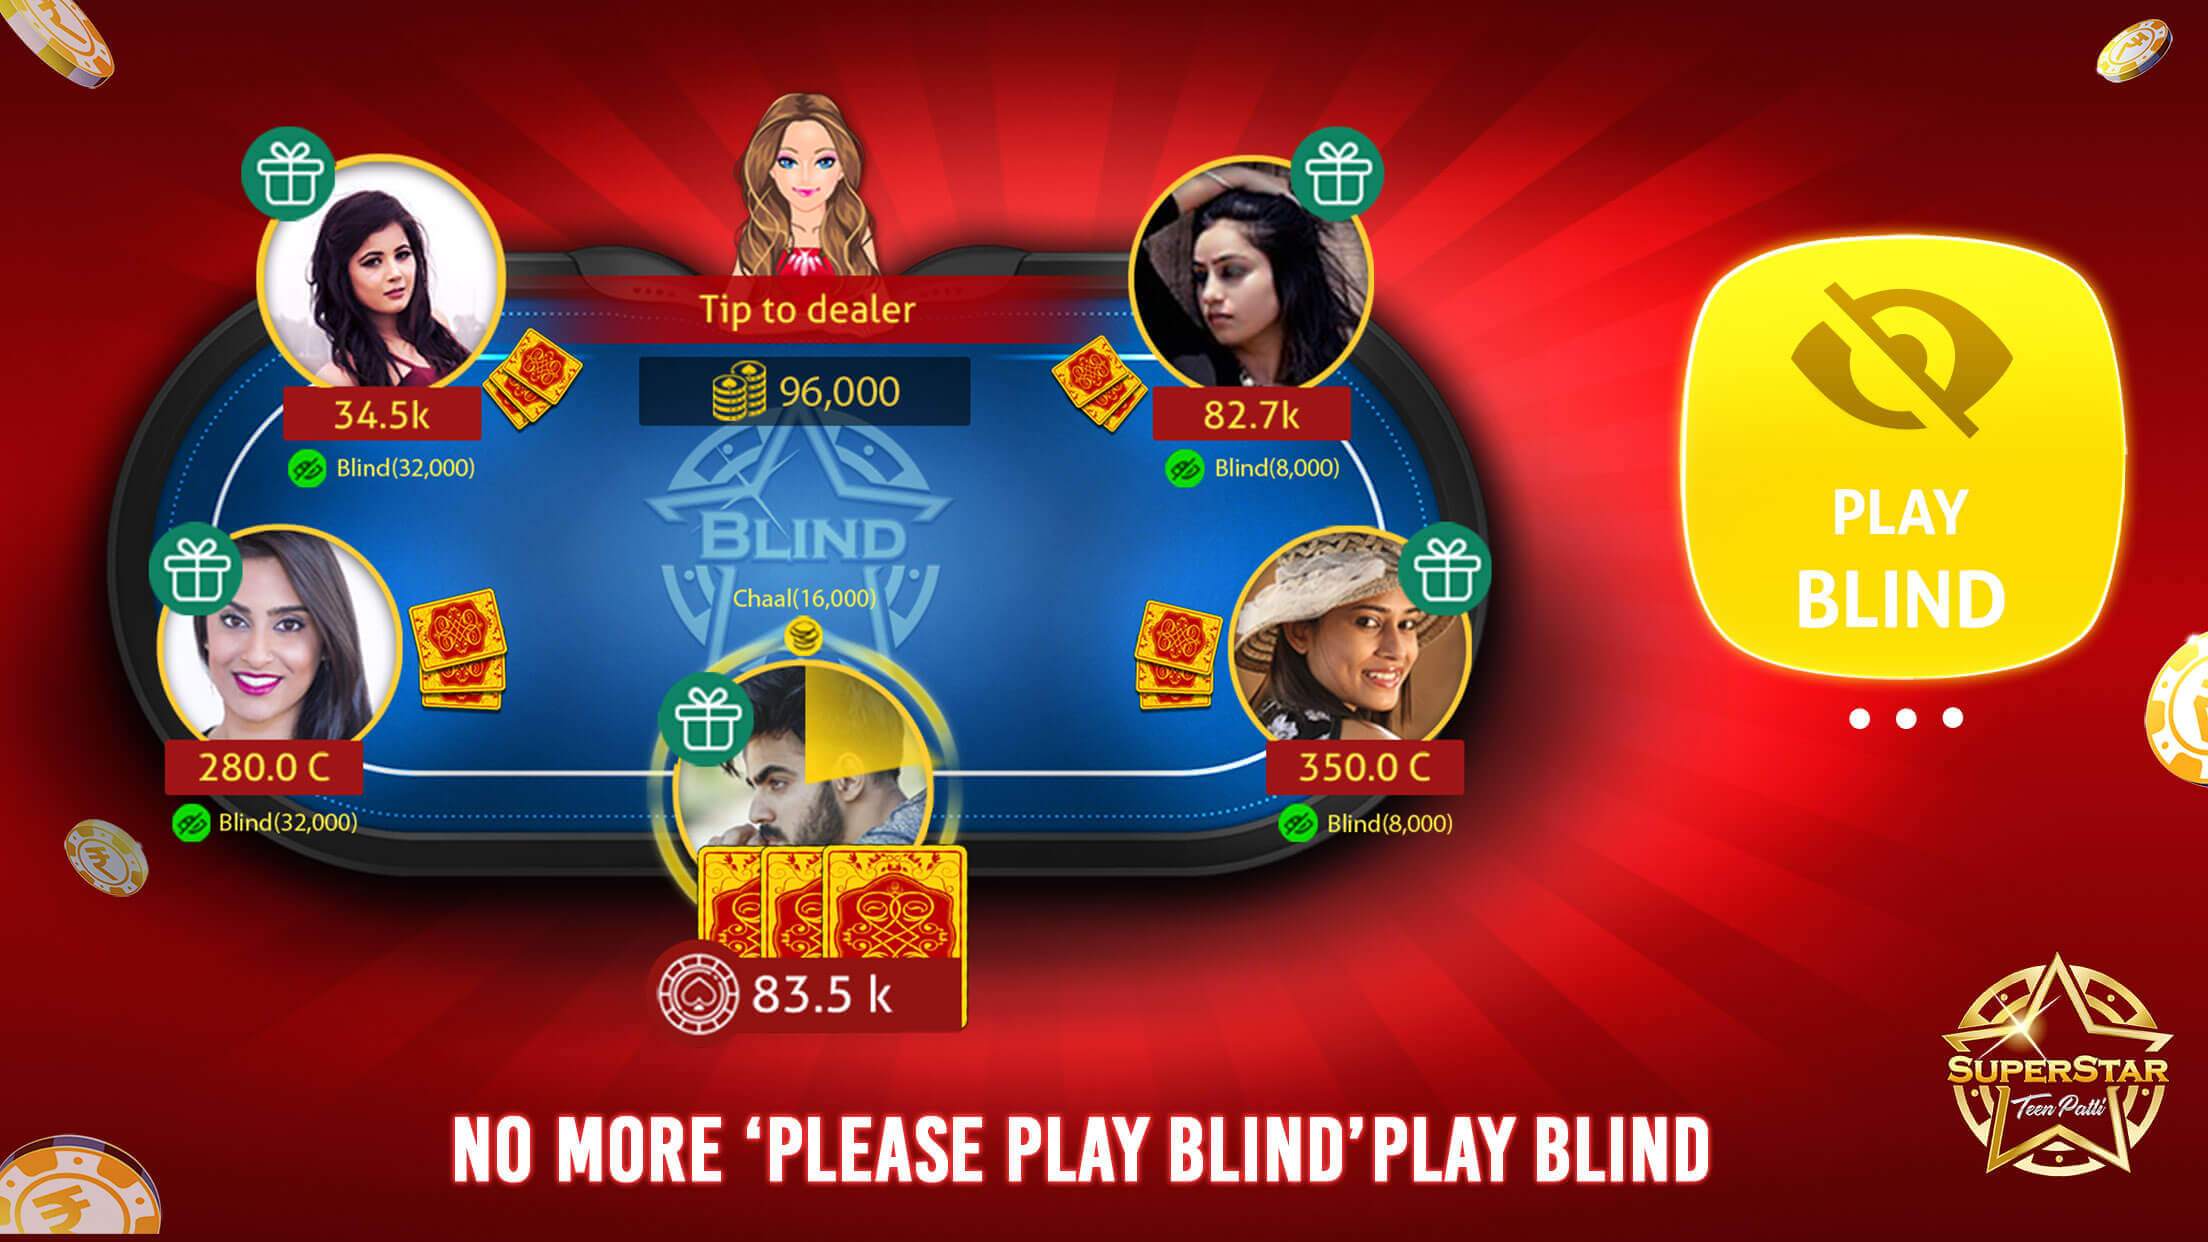 Tip to dealer
96,000
34.5k
Blind(32,000)
82.7k
Blind(8,000)
BLIND
Chaal(16,000)
280.0 C
Blind(32,000)
350.0 C
Blind(8,000)
83.5 k
PLAY
BLIND
SUPERSTAR
Teen Patti
NO MORE ‘PLEASE PLAY BLIND’PLAY BLIND